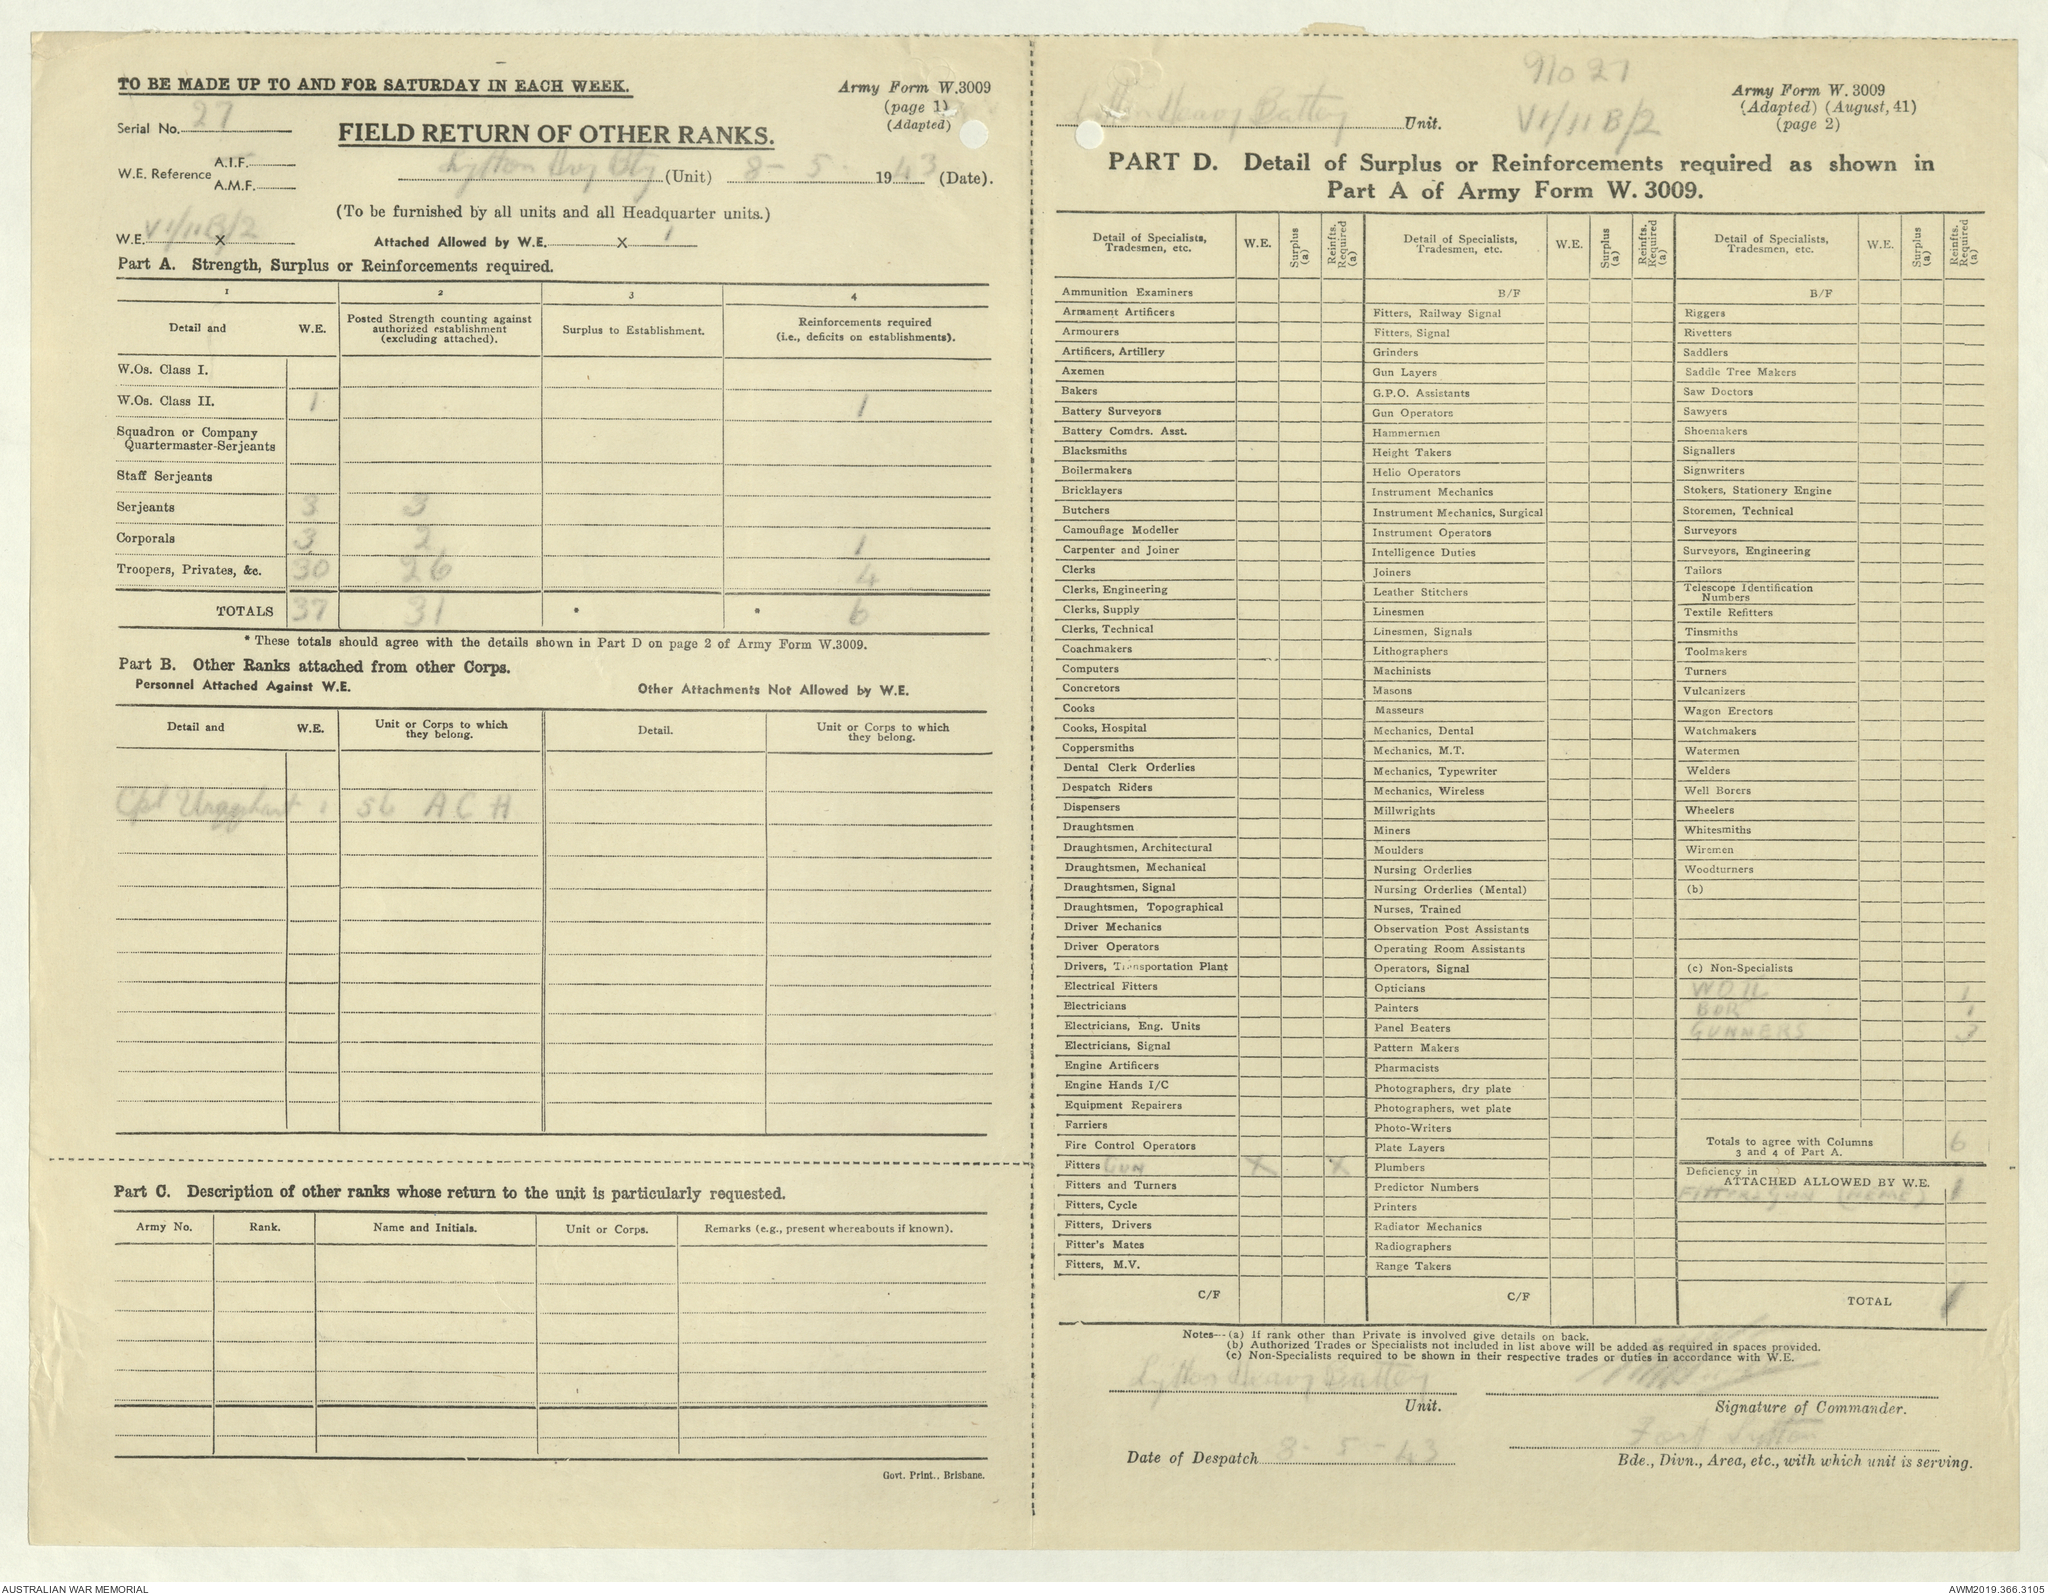 TO BE MADE UP TO AND FOR SATURDAY IN EACH WEEK.
Army Form W.3009
(page 1)
(Adapted)
Serial No. 27
FIELD RETURN OF OTHER RANKS.
W.E. Reference A.I.F.
A.M.F.
Lytton Hvy Bty (Unit) 8-5-1943 (Date).
(To be furnished by all units and all Headquarter units.)
W.E. VI/11B/2 X Attached Allowed by W.E. X 1
Part A. Strength, Surplus or Reinforcements required.
1 2 3 4
Detail and W.E. Posted Strength counting against authorized establishment (excluding attached). Surplus to Establishment. Reinforcements required (i.e., deficits on establishments).
W.Os. Class I.
W.Os. Class II. 1 1
Squadron or Company
Quartermaster-Serjeants
Staff Serjeants
Serjeants 3 3
Corporals 3 2 1
Troopers, Privates, &c. 30 26 4
TOTALS 37 31 * * 6
* These totals should agree with the details shown in Part D on page 2 of Army Form W.3009.
Part B. Other Ranks attached from other Corps.
Personnel Attached Against W.E. Other Attachments Not Allowed by W.E.
Detail and W.E. Unit or Corps to which they belong. Detail. Unit or Corps to which they belong.
Cpl Urqqhart 1 56 A C H
Part C. Description of other ranks whose return to the unit is particularly requested.
Army No. Rank. Name and Initials. Unit or Corps. Remarks (e.g., present whereabouts if known).
Govt. Print., Brisbane.
91027
Army Form W. 3009
(Adapted) (August, 41)
(page 2)
Lytton Heavy Battery Unit. VI/11B/2
PART D. Detail of Surplus or Reinforcements required as shown in
Part A of Army Form W. 3009.
Detail of Specialists, Tradesmen, etc. W.E. Surplus (a) Reinfts. Required (a)
Ammunition Examiners
Armament Artificers
Armourers
Artificers, Artillery
Axemen
Bakers
Battery Surveyors
Battery Comdrs. Asst.
Blacksmiths
Boilermakers
Bricklayers
Butchers
Camouflage Modeller
Carpenter and Joiner
Clerks
Clerks, Engineering
Clerks, Supply
Clerks, Technical
Coachmakers
Computers
Concretors
Cooks
Cooks, Hospital
Coppersmiths
Dental Clerk Orderlies
Despatch Riders
Dispensers
Draughtsmen
Draughtsmen, Architectural
Draughtsmen, Mechanical
Draughtsmen, Signal
Draughtsmen, Topographical
Driver Mechanics
Driver Operators
Drivers, Transportation Plant
Electrical Fitters
Electricians
Electricians, Eng. Units
Electricians, Signal
Engine Artificers
Engine Hands I/C
Equipment Repairers
Farriers
Fire Control Operators
Fitters GUN X X
Fitters and Turners
Fitters, Cycle
Fitters, Drivers
Fitter's Mates
Fitters, M.V.
C/F
Detail of Specialists, Tradesmen, etc. W.E. Surplus (a) Reinfts. Required (a)
B/F
Fitters, Railway Signal
Fitters, Signal
Grinders
Gun Layers
G.P.O. Assistants
Gun Operators
Hammermen
Height Takers
Helio Operators
Instrument Mechanics
Instrument Mechanics, Surgical
Instrument Operators
Intelligence Duties
Joiners
Leather Stitchers
Linesmen
Linesmen, Signals
Lithographers
Machinists
Masons
Masseurs
Mechanics, Dental
Mechanics, M.T.
Mechanics, Typewriter
Mechanics, Wireless
Millwrights
Miners
Moulders
Nursing Orderlies
Nursing Orderlies (Mental)
Nurses, Trained
Observation Post Assistants
Operating Room Assistants
Operators, Signal
Opticians
Painters
Panel Beaters
Pattern Makers
Pharmacists
Photographers, dry plate
Photographers, wet plate
Photo-Writers
Plate Layers
Plumbers
Predictor Numbers
Printers
Radiator Mechanics
Radiographers
Range Takers
C/F
Detail of Specialists, Tradesmen, etc. W.E. Surplus (a) Reinfts. Required (a)
B/F
Riggers
Rivetters
Saddlers
Saddle Tree Makers
Saw Doctors
Sawyers
Shoemakers
Signallers
Signwriters
Stokers, Stationery Engine
Storemen, Technical
Surveyors
Surveyors, Engineering
Tailors
Telescope Identification
Numbers
Textile Refitters
Tinsmiths
Toolmakers
Turners
Vulcanizers
Wagon Erectors
Watchmakers
Watermen
Welders
Well Borers
Wheelers
Whitesmiths
Wiremen
Woodturners
(b)
(c) Non-Specialists
WO II 1
BDR 1
GUNNERS 3
Totals to agree with Columns
3 and 4 of Part A. 6
Deficiency in
ATTACHED ALLOWED BY W.E.
FITTERS GUN (AEME) 1
TOTAL 1
Notes--(a) If rank other than Private is involved give details on back.
(b) Authorized Trades or Specialists not included in list above will be added as required in spaces provided.
(c) Non-Specialists required to be shown in their respective trades or duties in accordance with W.E.
Lytton Heavy Battery
Unit.
Signature of Commander.
Fort Lytton
Date of Despatch 8-5-43
Bde., Divn., Area, etc., with which unit is serving.
AUSTRALIAN WAR MEMORIAL
AWM2019.366.3105